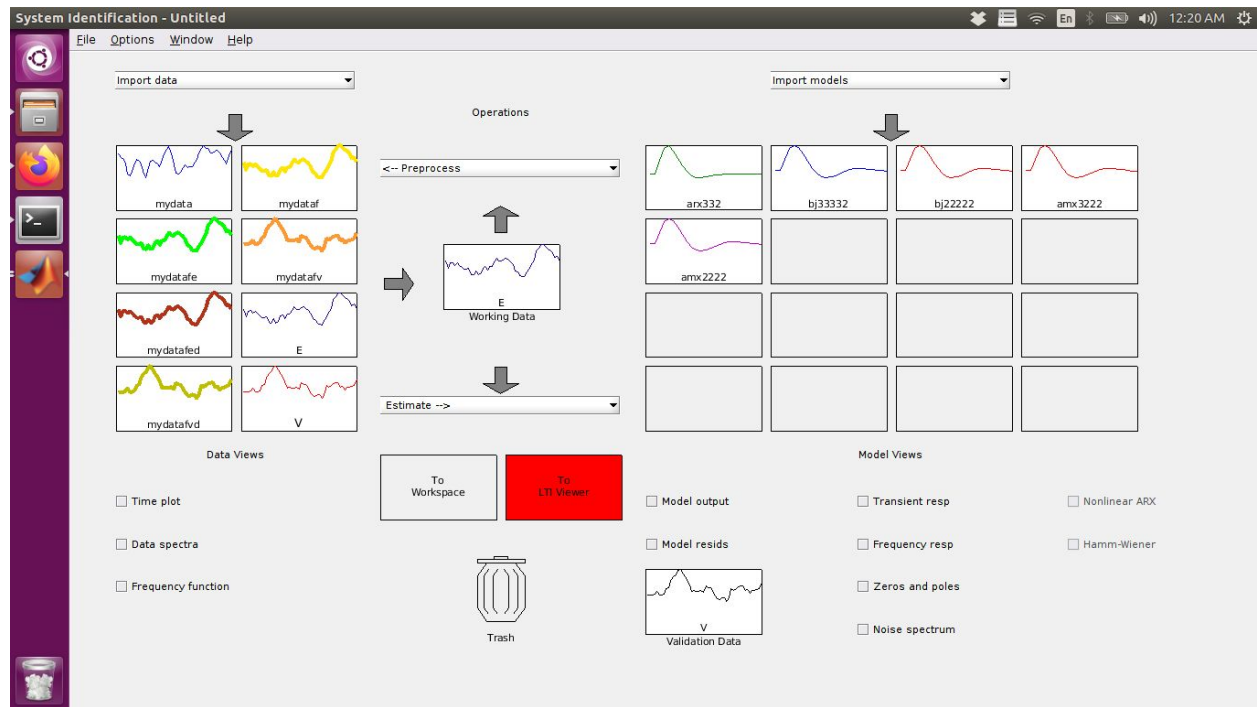 System Identification - Untitled
En
12:20 AM
File Options Window Help
Import data
Import models
Operations
<-- Preprocess
mydata
mydataf
mydatafe
mydatafv
mydatafed
E
mydatafvd
V
E
Working Data
Estimate -->
arx332
bj33332
bj22222
amx3222
amx2222
Data Views
Time plot
Data spectra
Frequency function
To
Workspace
To
LTI Viewer
Trash
Model Views
Model output
Transient resp
Nonlinear ARX
Model resids
Frequency resp
Hamm-Wiener
Zeros and poles
V
Validation Data
Noise spectrum